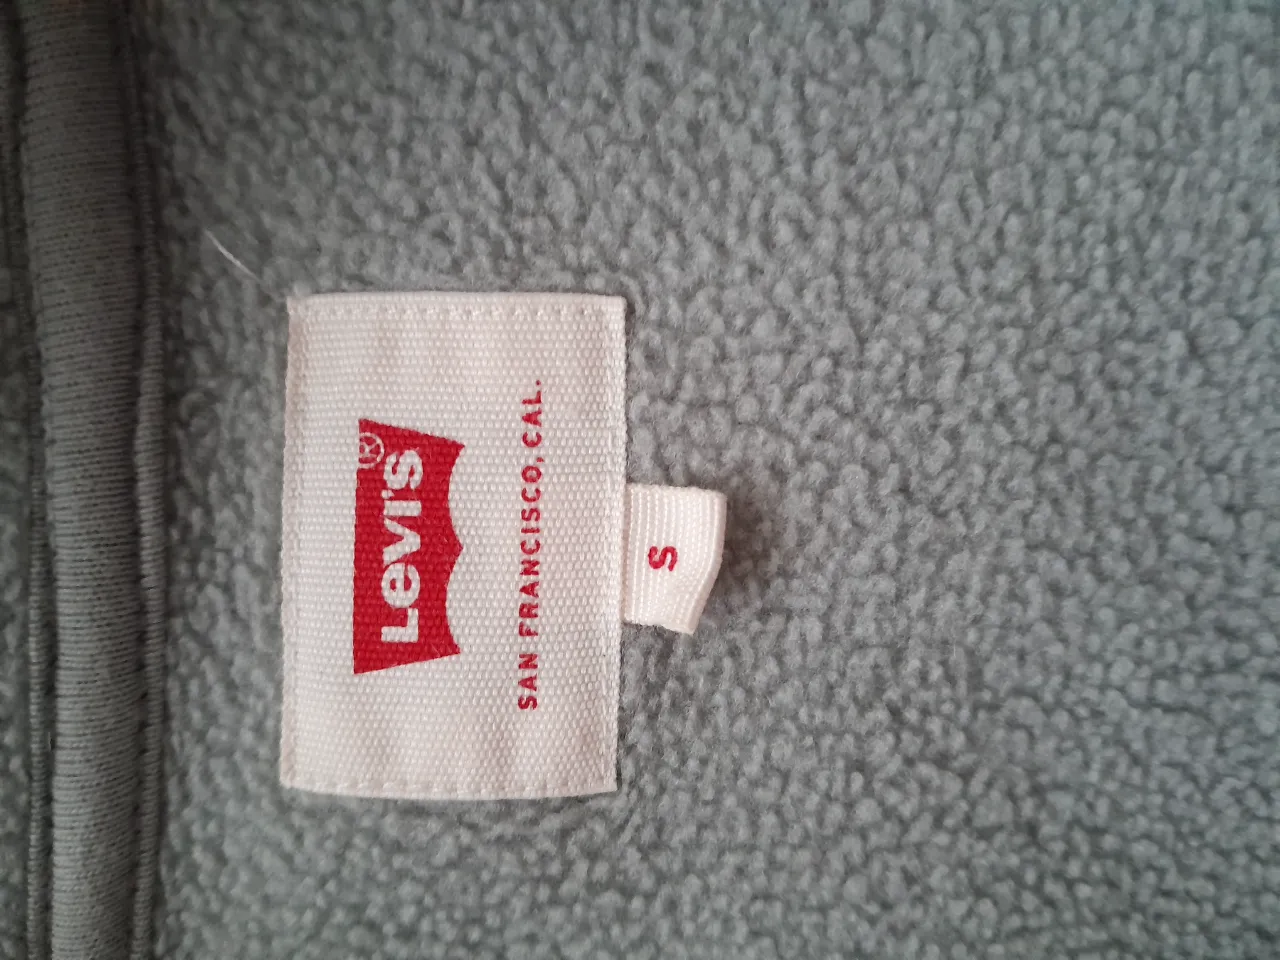 Levi's®
SAN FRANCISCO, CAL.
S